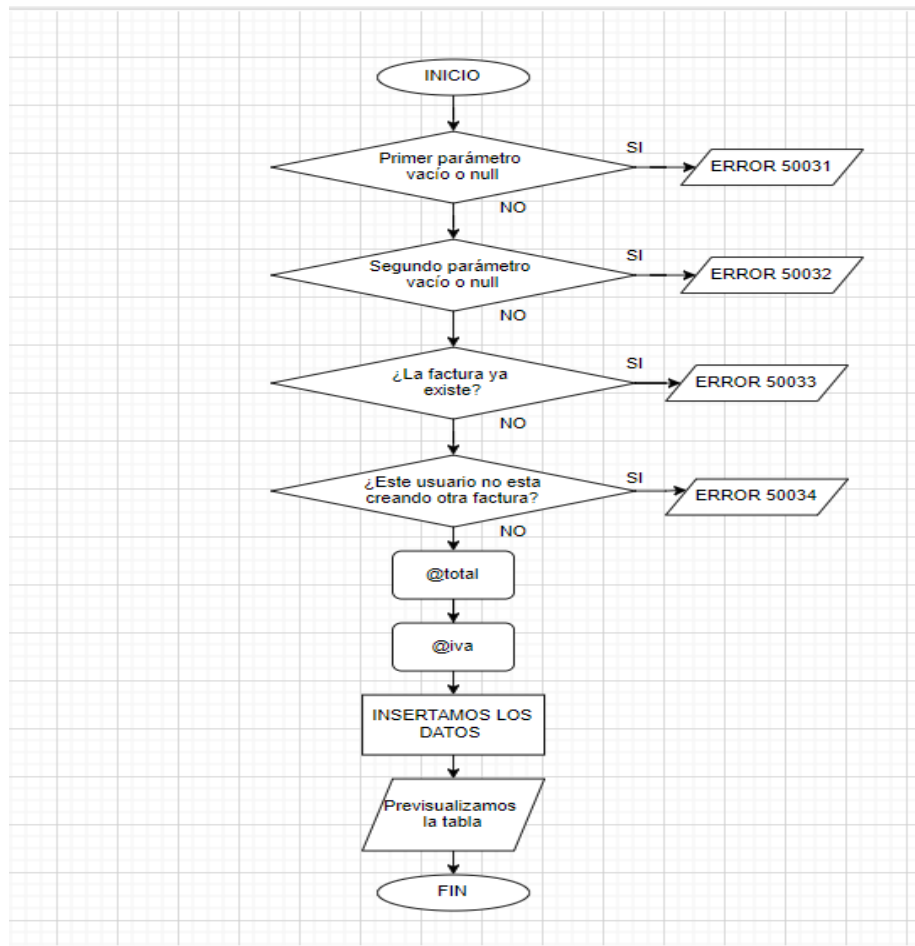 INICIO
Primer parámetro
vacío o null
SI
ERROR 50031
NO
Segundo parámetro
vacío o null
SI
ERROR 50032
NO
¿La factura ya
existe?
SI
ERROR 50033
NO
¿Este usuario no esta
creando otra factura?
SI
ERROR 50034
NO
@total
@iva
INSERTAMOS LOS
DATOS
Previsualizamos
la tabla
FIN